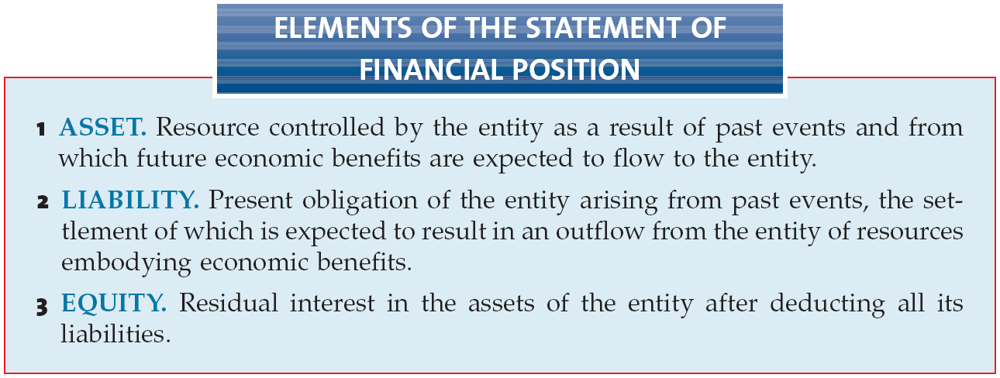 ELEMENTS OF THE STATEMENT OF
FINANCIAL POSITION
1 ASSET. Resource controlled by the entity as a result of past events and from
which future economic benefits are expected to flow to the entity.
2 LIABILITY. Present obligation of the entity arising from past events, the set-
tlement of which is expected to result in an outflow from the entity of resources
embodying economic benefits.
3 EQUITY. Residual interest in the assets of the entity after deducting all its
liabilities.